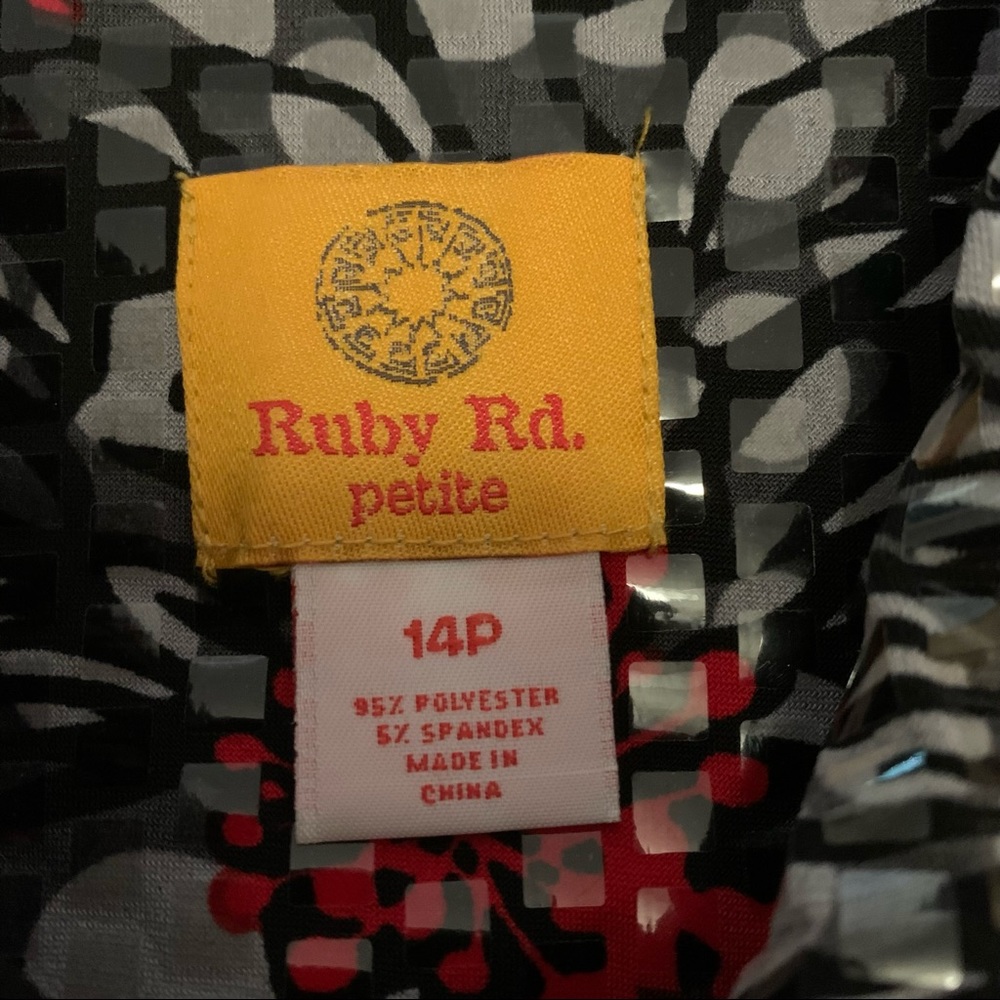 Ruby Rd.
petite
14P
95% POLYESTER
5% SPANDEX
MADE IN
CHINA